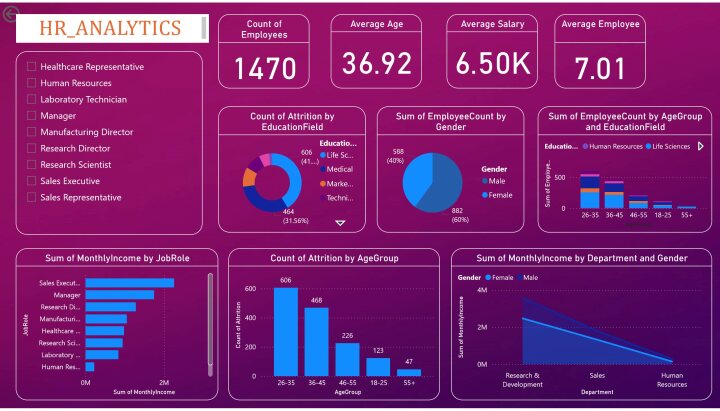 HR_ANALYTICS
Healthcare Representative
Human Resources
Laboratory Technician
Manager
Manufacturing Director
Research Director
Research Scientist
Sales Executive
Sales Representative
Count of
Employees
1470
Average Age
36.92
Average Salary
6.50K
Average Employee
7.01
Count of Attrition by
EducationField
606
(41....)
464
(31.56%)
Educatio...
Life Sc...
Medical
Marke...
Techni...
Sum of EmployeeCount by
Gender
588
(40%)
882
(60%)
Gender
Male
Female
Sum of EmployeeCount by AgeGroup
and EducationField
Educatio... Human Resources Life Sciences
Sum of Employe...
500
0
26-35 36-45 46-55 18-25 55+
Sum of MonthlyIncome by JobRole
JobRole
Sales Execut...
Manager
Research Di...
Manufacturi...
Healthcare ...
Research Sci...
Laboratory ...
Human Res...
0M 2M
Sum of MonthlyIncome
Count of Attrition by AgeGroup
Count of Attrition
600
400
200
0
606
468
226
123
47
26-35 36-45 46-55 18-25 55+
AgeGroup
Sum of MonthlyIncome by Department and Gender
Gender Female Male
Sum of MonthlyIncome
4M
2M
0M
Research &
Development
Sales
Human
Resources
Department